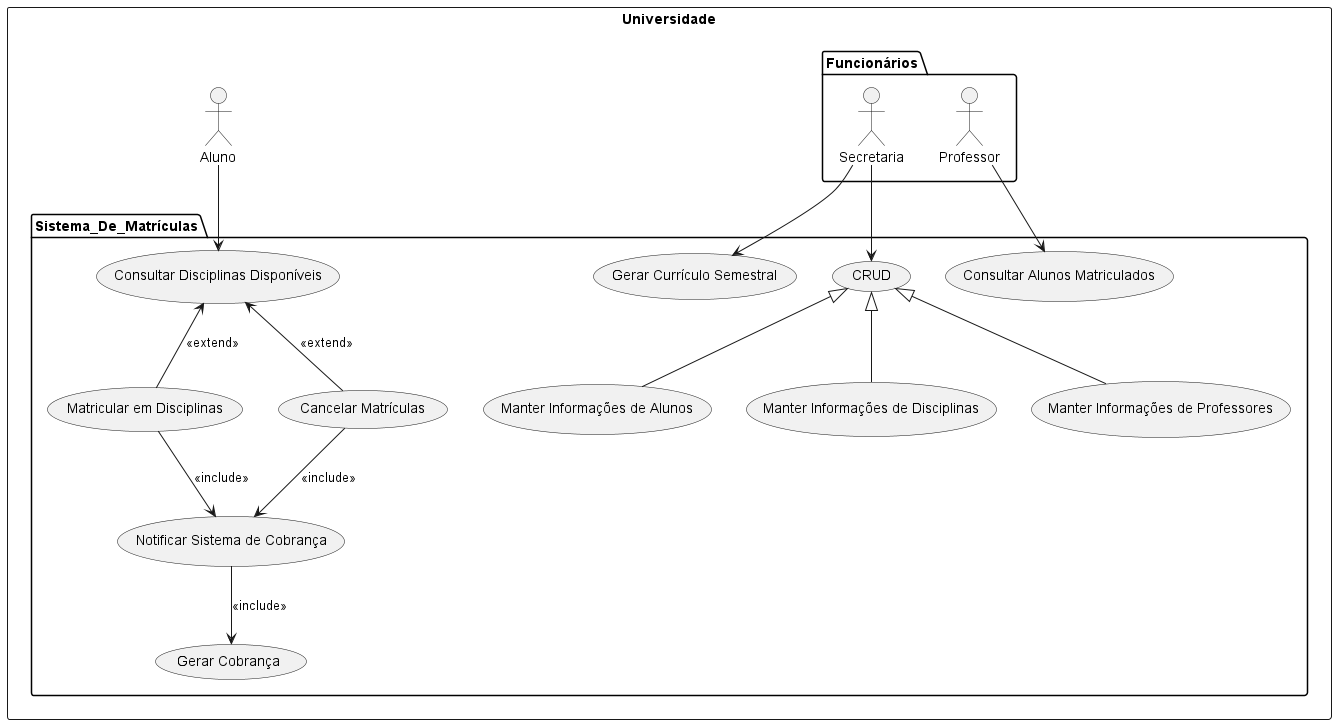 Universidade
Funcionários
Aluno
Secretaria
Professor
Sistema_De_Matrículas
Consultar Disciplinas Disponíveis
Gerar Currículo Semestral
CRUD
Consultar Alunos Matriculados
«extend»
«extend»
Matricular em Disciplinas
Cancelar Matrículas
Manter Informações de Alunos
Manter Informações de Disciplinas
Manter Informações de Professores
«include»
«include»
Notificar Sistema de Cobrança
«include»
Gerar Cobrança